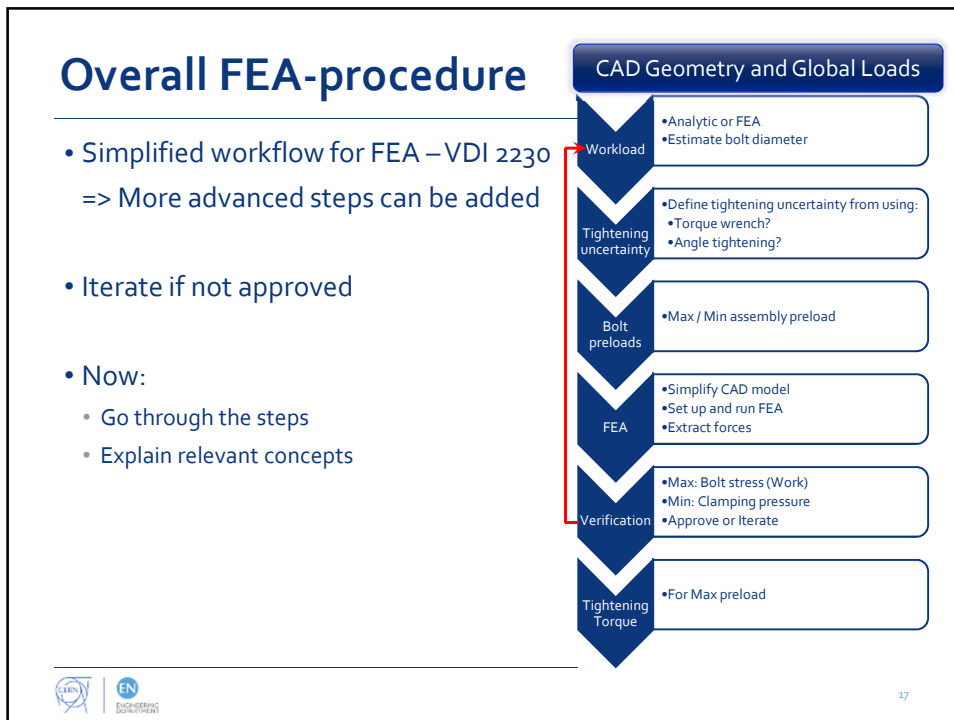 Overall FEA-procedure
• Simplified workflow for FEA – VDI 2230
=> More advanced steps can be added
• Iterate if not approved
• Now:
• Go through the steps
• Explain relevant concepts
CAD Geometry and Global Loads
Workload
•Analytic or FEA
•Estimate bolt diameter
Tightening
uncertainty
•Define tightening uncertainty from using:
•Torque wrench?
•Angle tightening?
Bolt
preloads
•Max / Min assembly preload
FEA
•Simplify CAD model
•Set up and run FEA
•Extract forces
Verification
•Max: Bolt stress (Work)
•Min: Clamping pressure
•Approve or Iterate
Tightening
Torque
•For Max preload
CERN
EN
ENGINEERING
DEPARTMENT
17